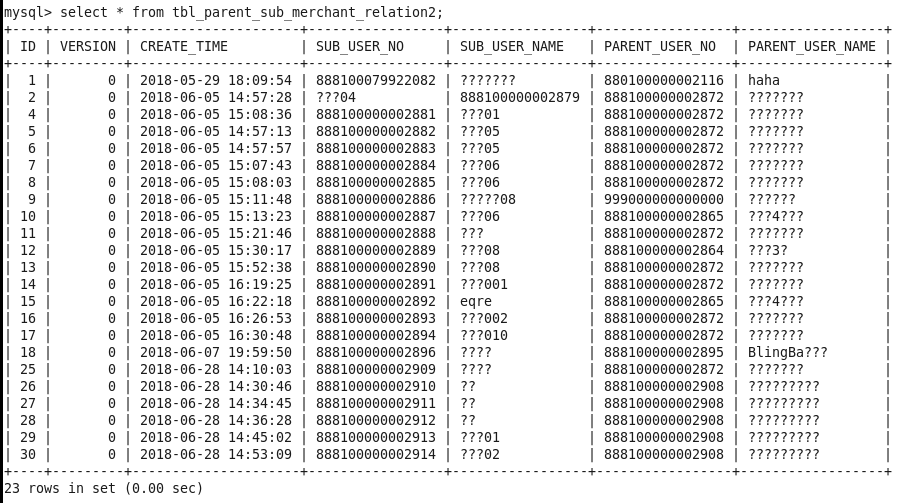 mysql> select * from tbl_parent_sub_merchant_relation2;
+----+---------+---------------------+-----------------+-----------------+-----------------+------------------+
| ID | VERSION | CREATE_TIME | SUB_USER_NO | SUB_USER_NAME | PARENT_USER_NO | PARENT_USER_NAME |
+----+---------+---------------------+-----------------+-----------------+-----------------+------------------+
| 1 | 0 | 2018-05-29 18:09:54 | 888100079922082 | ??????? | 880100000002116 | haha |
| 2 | 0 | 2018-06-05 14:57:28 | ???04 | 888100000002879 | 888100000002872 | ??????? |
| 4 | 0 | 2018-06-05 15:08:36 | 888100000002881 | ???01 | 888100000002872 | ??????? |
| 5 | 0 | 2018-06-05 14:57:13 | 888100000002882 | ???05 | 888100000002872 | ??????? |
| 6 | 0 | 2018-06-05 14:57:57 | 888100000002883 | ???05 | 888100000002872 | ??????? |
| 7 | 0 | 2018-06-05 15:07:43 | 888100000002884 | ???06 | 888100000002872 | ??????? |
| 8 | 0 | 2018-06-05 15:08:03 | 888100000002885 | ???06 | 888100000002872 | ??????? |
| 9 | 0 | 2018-06-05 15:11:48 | 888100000002886 | ?????08 | 999000000000000 | ?????? |
| 10 | 0 | 2018-06-05 15:13:23 | 888100000002887 | ???06 | 888100000002865 | ???4??? |
| 11 | 0 | 2018-06-05 15:21:46 | 888100000002888 | ??? | 888100000002872 | ??????? |
| 12 | 0 | 2018-06-05 15:30:17 | 888100000002889 | ???08 | 888100000002864 | ???3? |
| 13 | 0 | 2018-06-05 15:52:38 | 888100000002890 | ???08 | 888100000002872 | ??????? |
| 14 | 0 | 2018-06-05 16:19:25 | 888100000002891 | ???001 | 888100000002872 | ??????? |
| 15 | 0 | 2018-06-05 16:22:18 | 888100000002892 | eqre | 888100000002865 | ???4??? |
| 16 | 0 | 2018-06-05 16:26:53 | 888100000002893 | ???002 | 888100000002872 | ??????? |
| 17 | 0 | 2018-06-05 16:30:48 | 888100000002894 | ???010 | 888100000002872 | ??????? |
| 18 | 0 | 2018-06-07 19:59:50 | 888100000002896 | ???? | 888100000002895 | BlingBa??? |
| 25 | 0 | 2018-06-28 14:10:03 | 888100000002909 | ???? | 888100000002872 | ??????? |
| 26 | 0 | 2018-06-28 14:30:46 | 888100000002910 | ?? | 888100000002908 | ????????? |
| 27 | 0 | 2018-06-28 14:34:45 | 888100000002911 | ?? | 888100000002908 | ????????? |
| 28 | 0 | 2018-06-28 14:36:28 | 888100000002912 | ?? | 888100000002908 | ????????? |
| 29 | 0 | 2018-06-28 14:45:02 | 888100000002913 | ???01 | 888100000002908 | ????????? |
| 30 | 0 | 2018-06-28 14:53:09 | 888100000002914 | ???02 | 888100000002908 | ????????? |
+----+---------+---------------------+-----------------+-----------------+-----------------+------------------+
23 rows in set (0.00 sec)